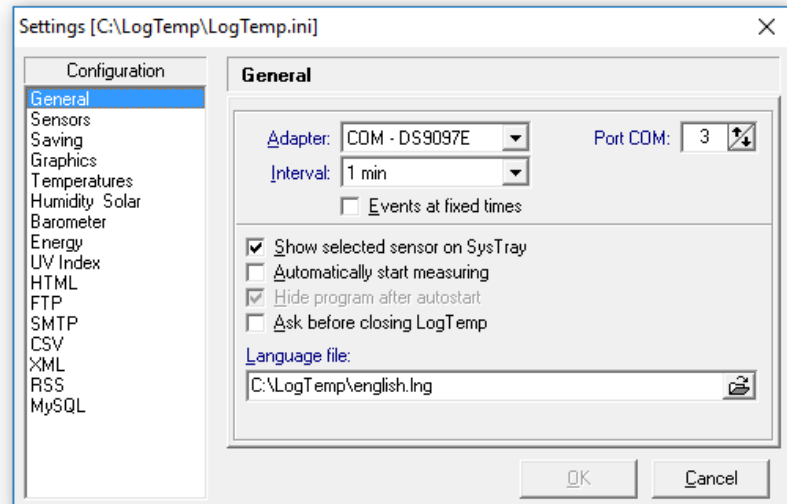 Settings [C:\LogTemp\LogTemp.ini]
Configuration
General
Sensors
Saving
Graphics
Temperatures
Humidity Solar
Barometer
Energy
UV Index
HTML
FTP
SMTP
CSV
XML
RSS
MySQL
General
Adapter: COM - DS9097E Port COM: 3
Interval: 1 min
Events at fixed times
Show selected sensor on SysTray
Automatically start measuring
Hide program after autostart
Ask before closing LogTemp
Language file:
C:\LogTemp\english.lng
OK Cancel